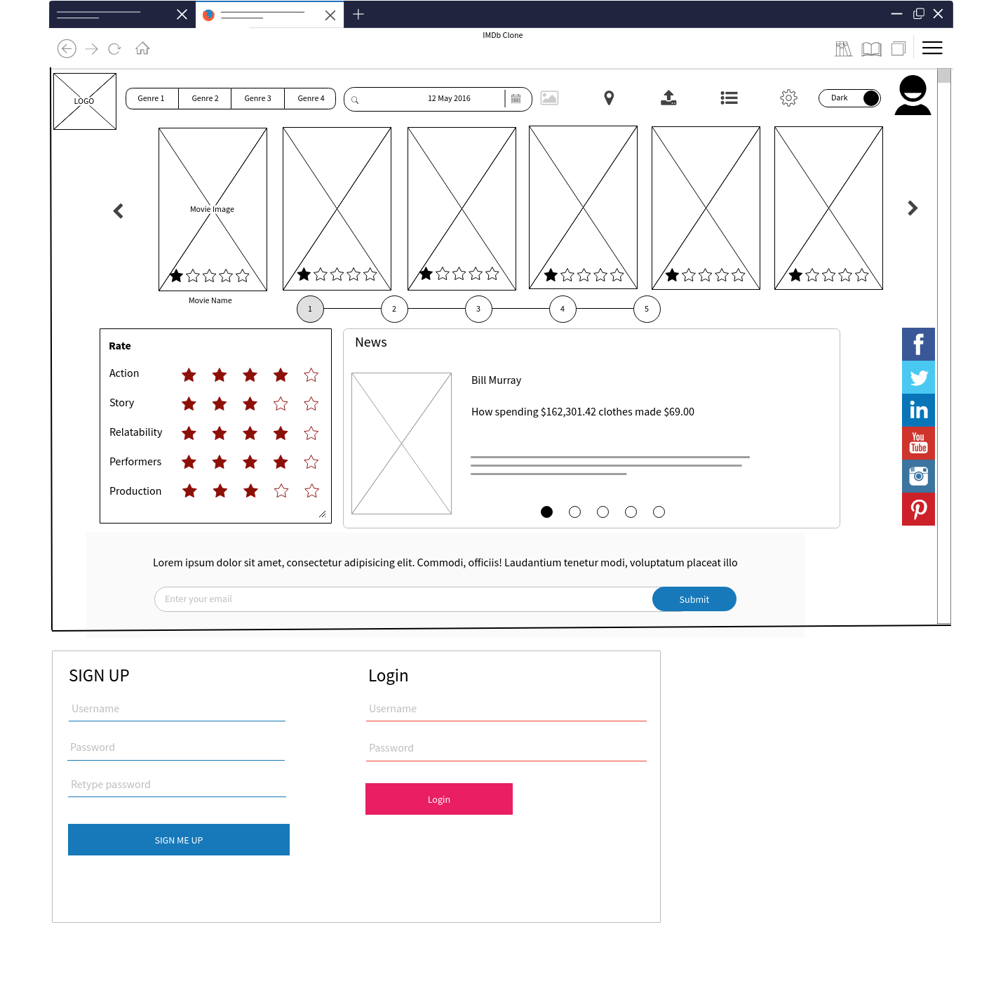 IMDb Clone
LOGO
Genre 1 Genre 2 Genre 3 Genre 4
12 May 2016
Dark
Movie Image
Movie Name
1 2 3 4 5
Rate
Action
Story
Relatability
Performers
Production
News
Bill Murray
How spending $162,301.42 clothes made $69.00
in
You
Tube
Lorem ipsum dolor sit amet, consectetur adipisicing elit. Commodi, officiis! Laudantium tenetur modi, voluptatum placeat illo
Enter your email
Submit
SIGN UP
Username
Password
Retype password
SIGN ME UP
Login
Username
Password
Login